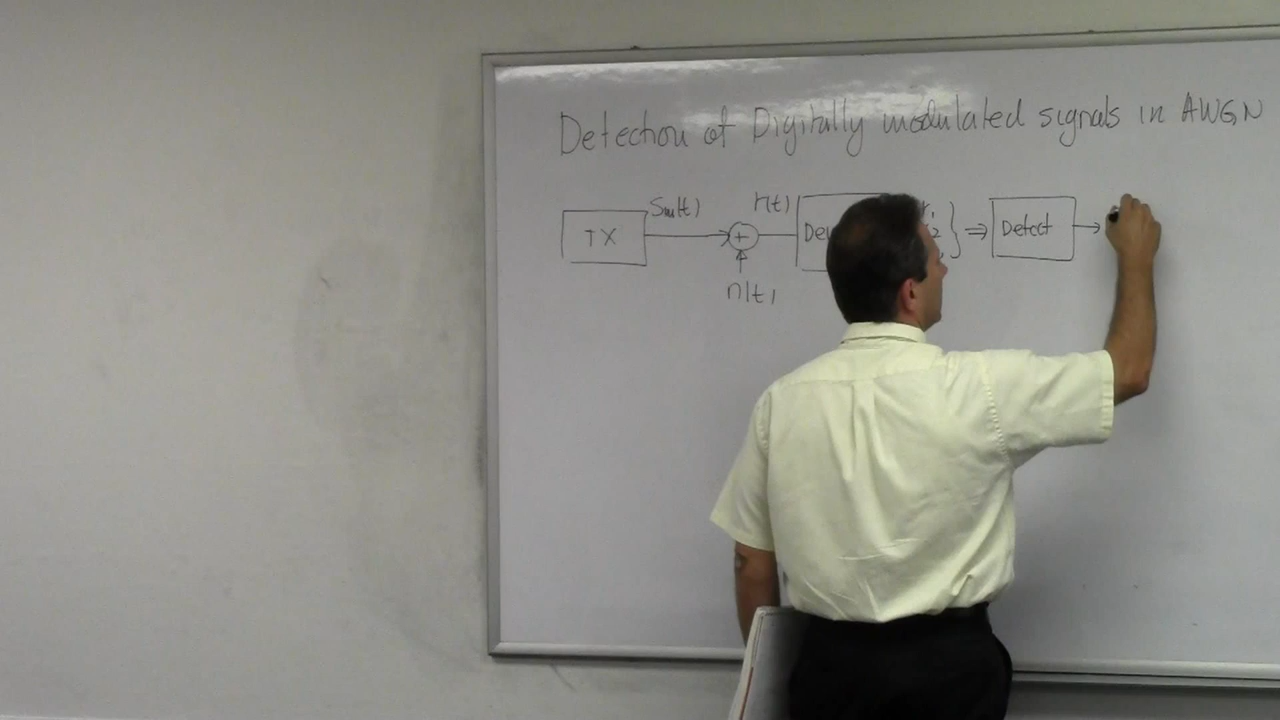 Detection of Digitally modulated signals in AWGN
TX Sm(t) + r(t) Detect
n(t)